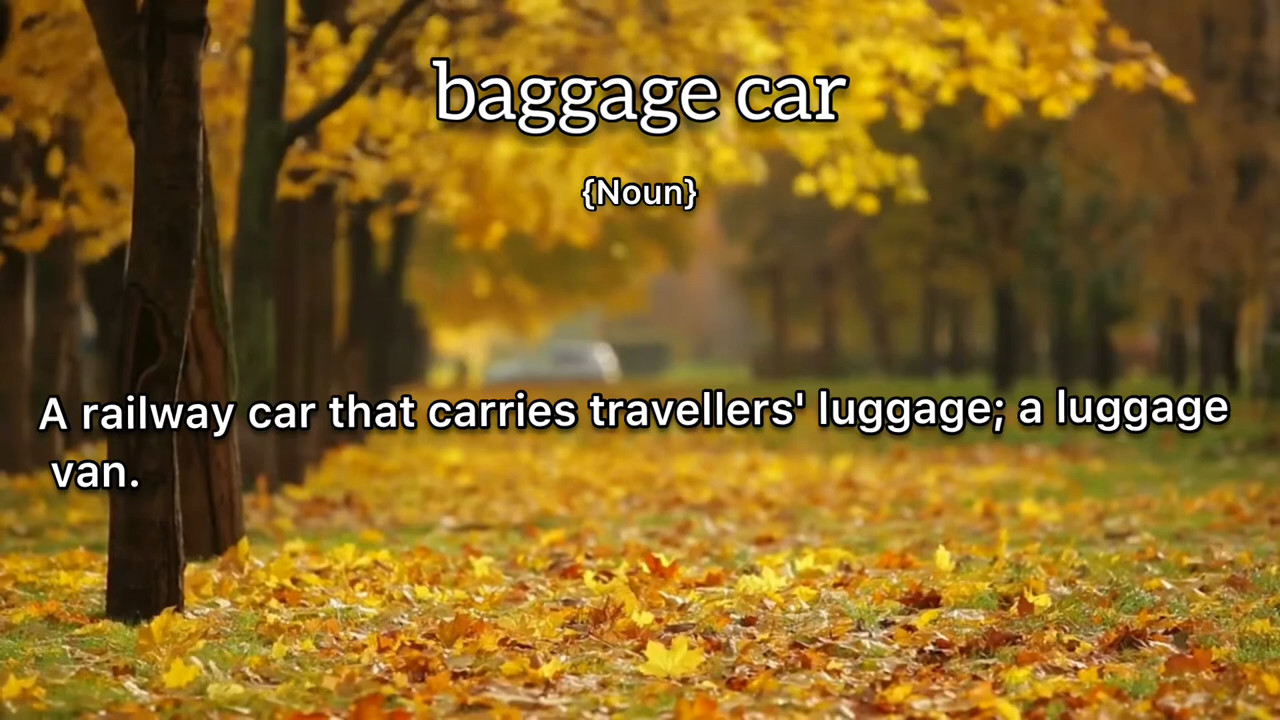 baggage car
{Noun}
A railway car that carries travellers' luggage; a luggage
van.